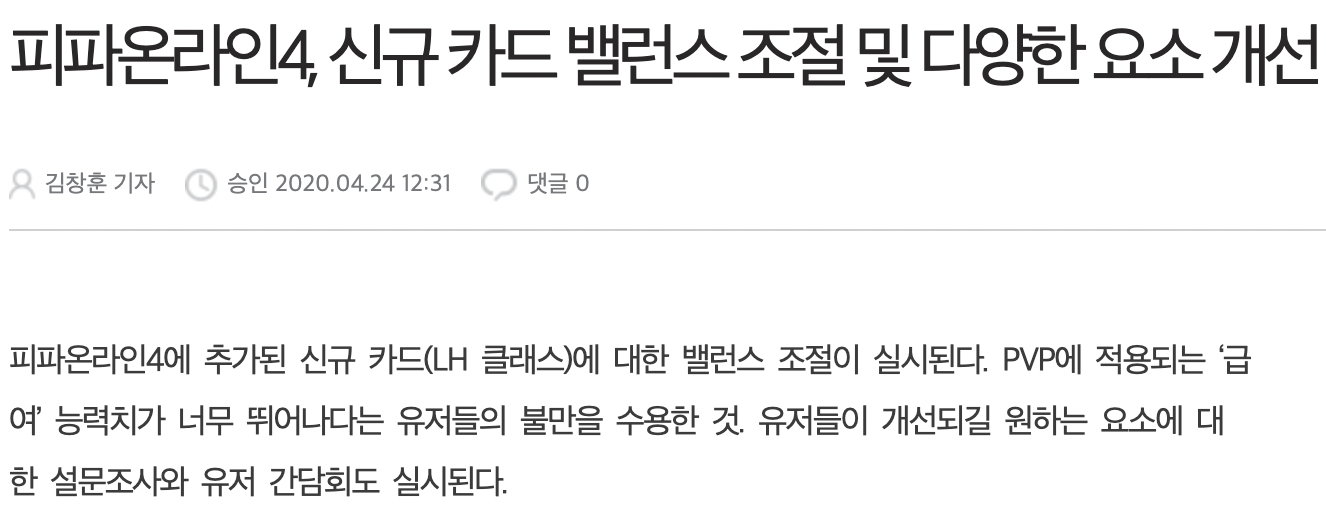 피파온라인4, 신규 카드 밸런스 조절 및 다양한 요소 개선
김창훈 기자 승인 2020.04.24 12:31 댓글 0
피파온라인4에 추가된 신규 카드(LH 클래스)에 대한 밸런스 조절이 실시된다. PVP에 적용되는 ‘급
여’ 능력치가 너무 뛰어나다는 유저들의 불만을 수용한 것. 유저들이 개선되길 원하는 요소에 대
한 설문조사와 유저 간담회도 실시된다.